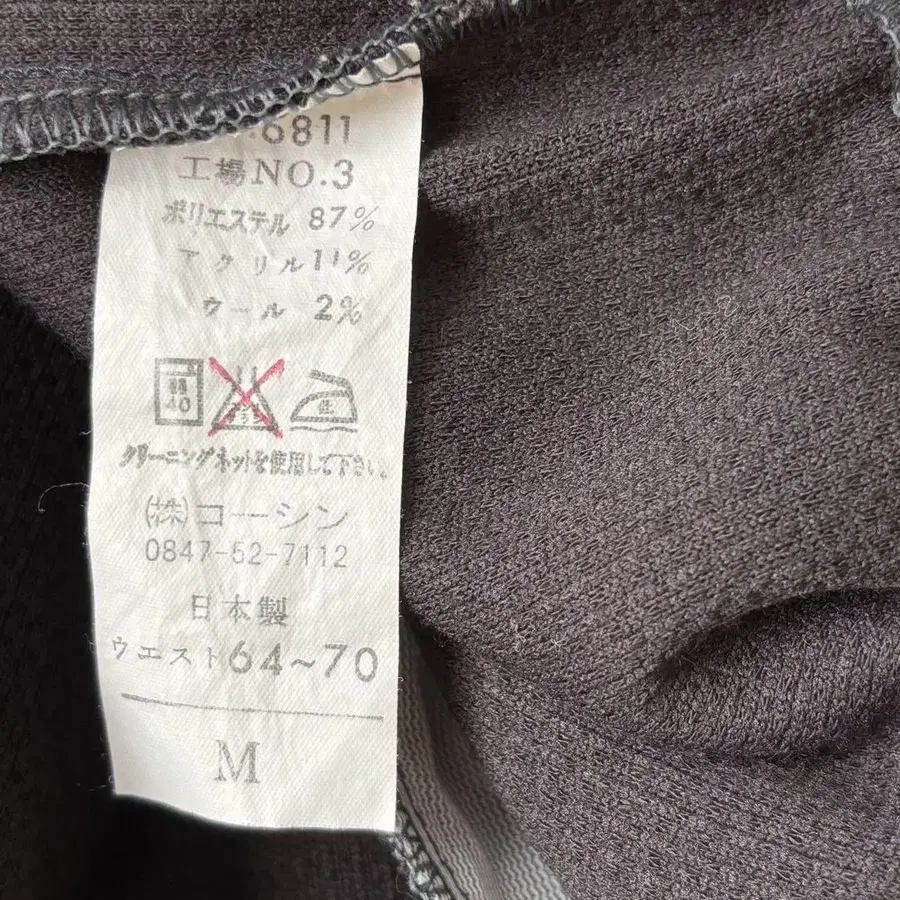 6811
工場NO.3
ポリエステル 87%
アクリル 11%
ウール 2%
40
クリーニングネットを使用して下さい。
(株)コーシン
0847-52-7112
日本製
ウエスト64~70
M